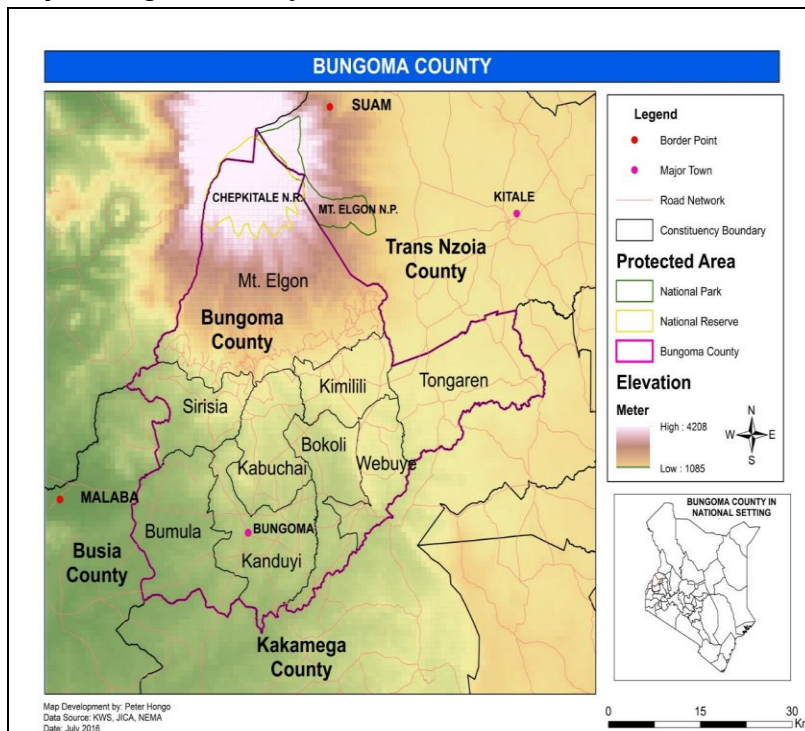 BUNGOMA COUNTY
SUAM
CHEPKITALE N.R.
MT. ELGON N.P.
KITALE
Trans Nzoia
County
Mt. Elgon
Bungoma
County
Kimilili
Tongaren
Sirisia
Bokoli
Kabuchai
Webuye
MALABA
Bumula
BUNGOMA
Busia
County
Kanduyi
Kakamega
County
Legend
Border Point
Major Town
Road Network
Constituency Boundary
Protected Area
National Park
National Reserve
Bungoma County
Elevation
Meter
High : 4208
Low : 1085
N
W E
S
BUNGOMA COUNTY IN
NATIONAL SETTING
Map Development by: Peter Hongo
Data Source: KWS, JICA, NEMA
Date: July 2016
0 15 30
Km